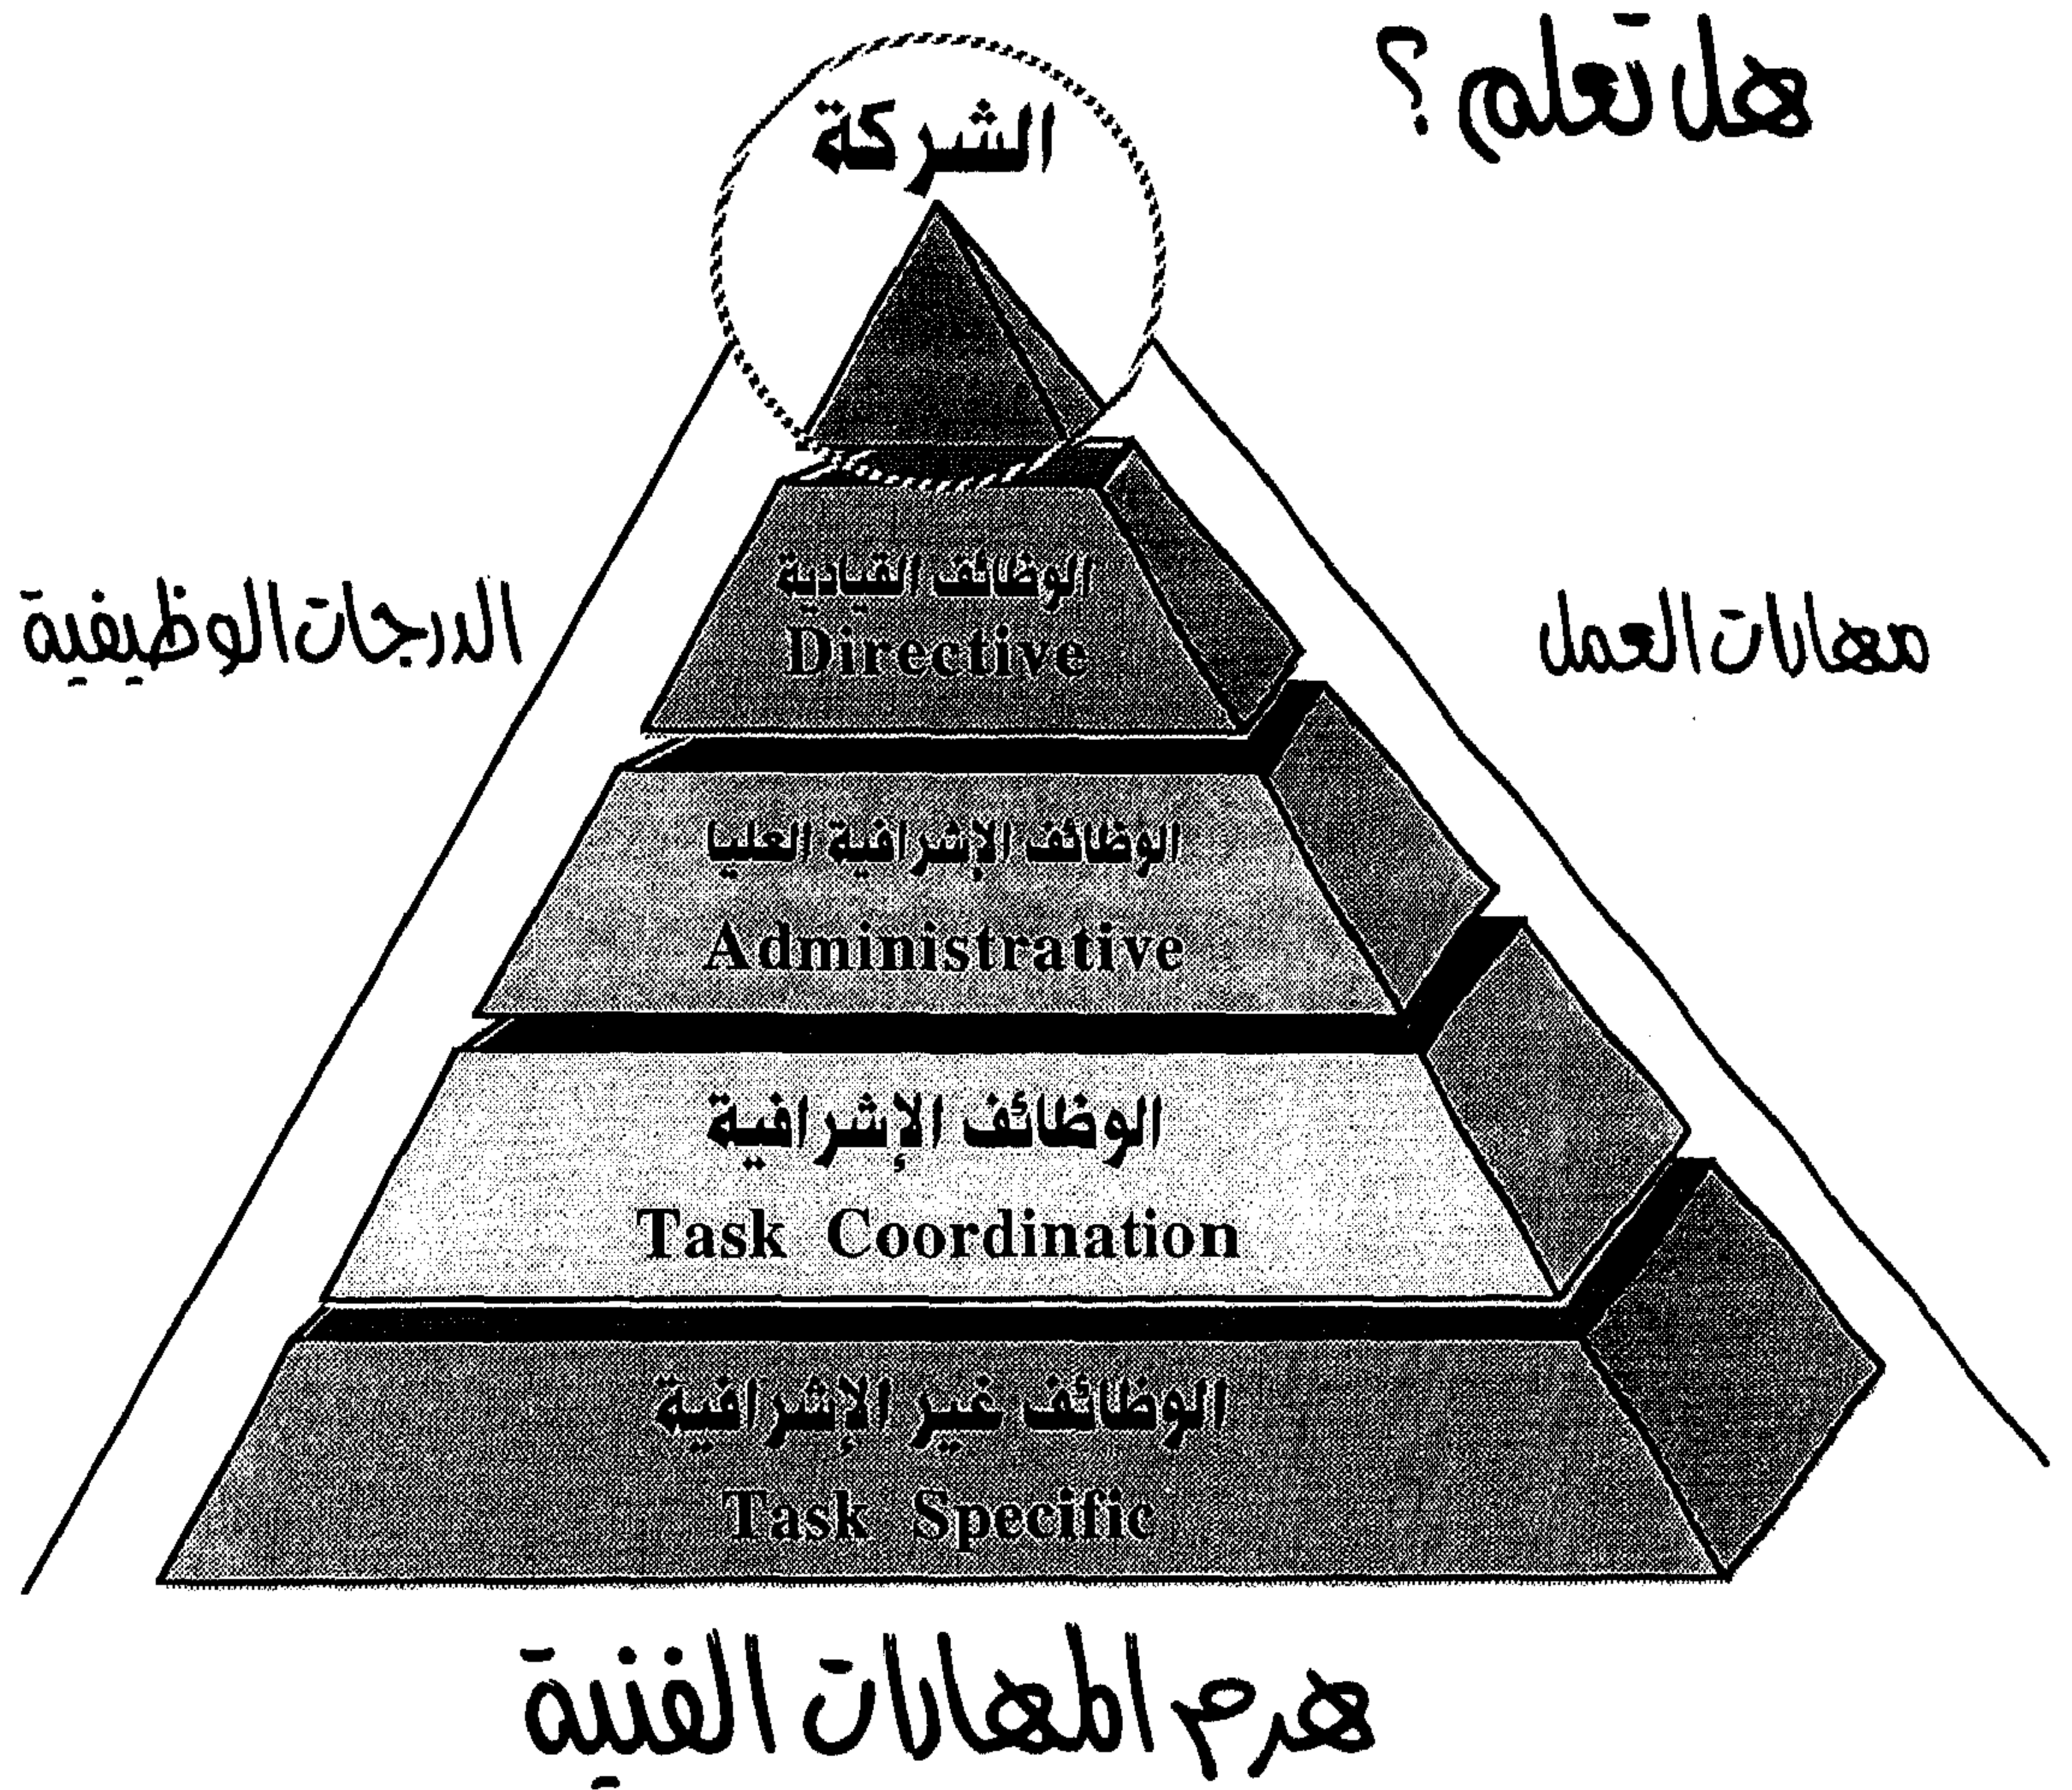 هل تعلم؟
الشركة
الوظائف القيادية
Directive
الدرجات الوظيفية
مهارات العمل
الوظائف الإشرافية العليا
Administrative
الوظائف الإشرافية
Task Coordination
الوظائف غير الإشرافية
Task Specific
هرم المهارات الفنية